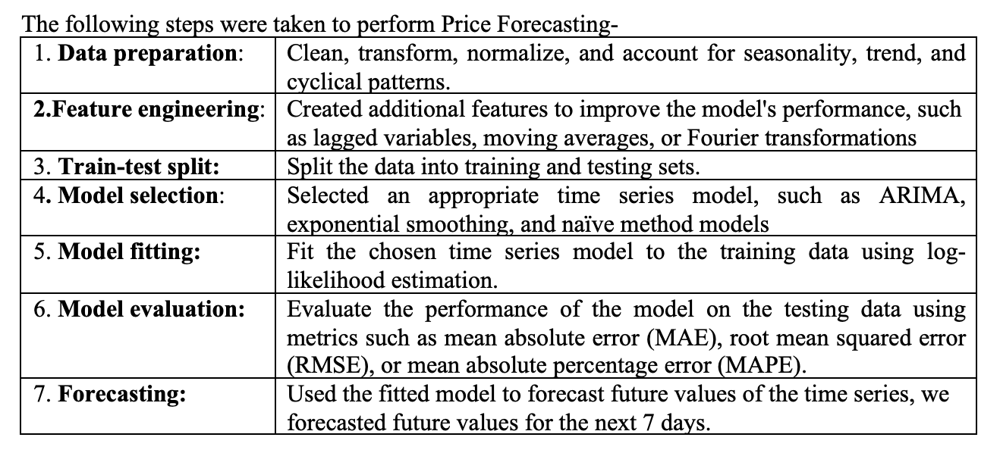 The following steps were taken to perform Price Forecasting-
1. Data preparation:
Clean, transform, normalize, and account for seasonality, trend, and
cyclical patterns.
2.Feature engineering:
Created additional features to improve the model's performance, such
as lagged variables, moving averages, or Fourier transformations
3. Train-test split:
Split the data into training and testing sets.
4. Model selection:
Selected an appropriate time series model, such as ARIMA,
exponential smoothing, and naïve method models
5. Model fitting:
Fit the chosen time series model to the training data using log-
likelihood estimation.
6. Model evaluation:
Evaluate the performance of the model on the testing data using
metrics such as mean absolute error (MAE), root mean squared error
(RMSE), or mean absolute percentage error (MAPE).
7. Forecasting:
Used the fitted model to forecast future values of the time series, we
forecasted future values for the next 7 days.